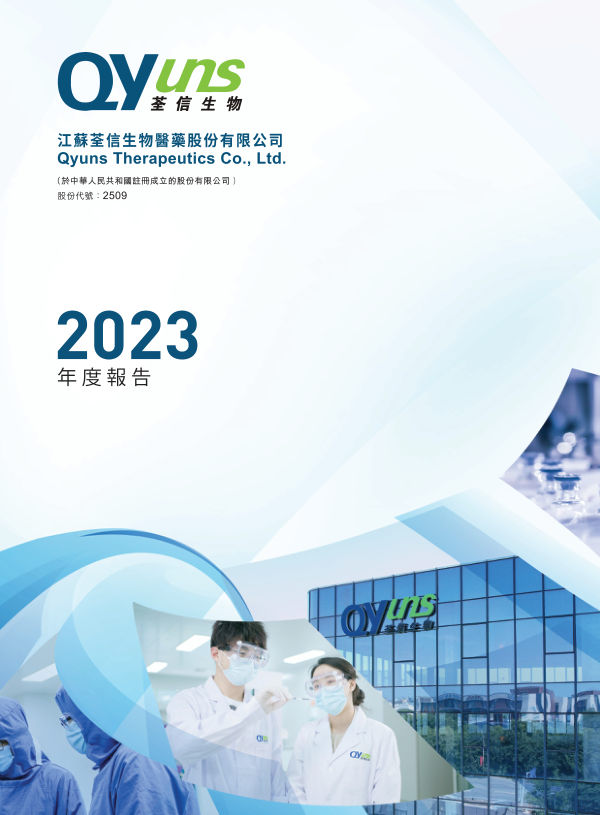 QYuns
荃信生物
江蘇荃信生物醫藥股份有限公司
Qyuns Therapeutics Co., Ltd.
(於中華人民共和國註冊成立的股份有限公司)
股份代號：2509
2023
年度報告
QYuns
荃信生物
QYuns
QYuns